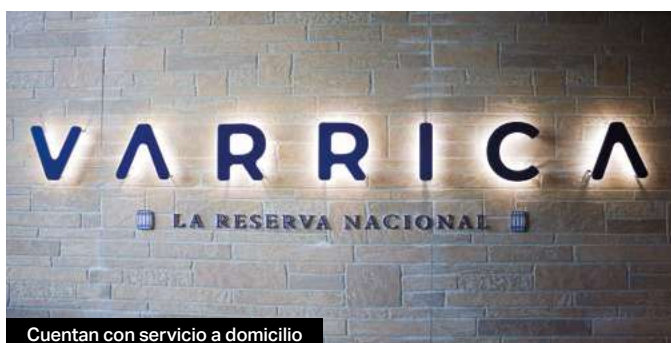 VARRICA
LA RESERVA NACIONAL
Cuentan con servicio a domicilio